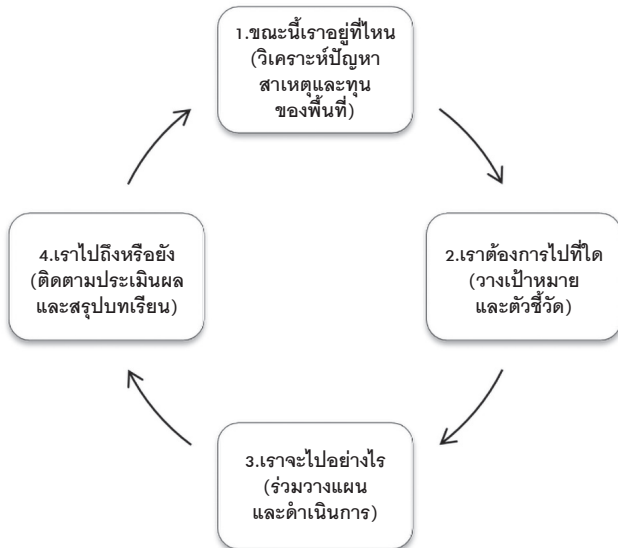 1.ขณะนี้เราอยู่ที่ไหน
(วิเคราะห์ปัญหา
สาเหตุและทุน
ของพื้นที่)
2.เราต้องการไปที่ใด
(วางเป้าหมาย
และตัวชี้วัด)
3.เราจะไปอย่างไร
(ร่วมวางแผน
และดำเนินการ)
4.เราไปถึงหรือยัง
(ติดตามประเมินผล
และสรุปบทเรียน)